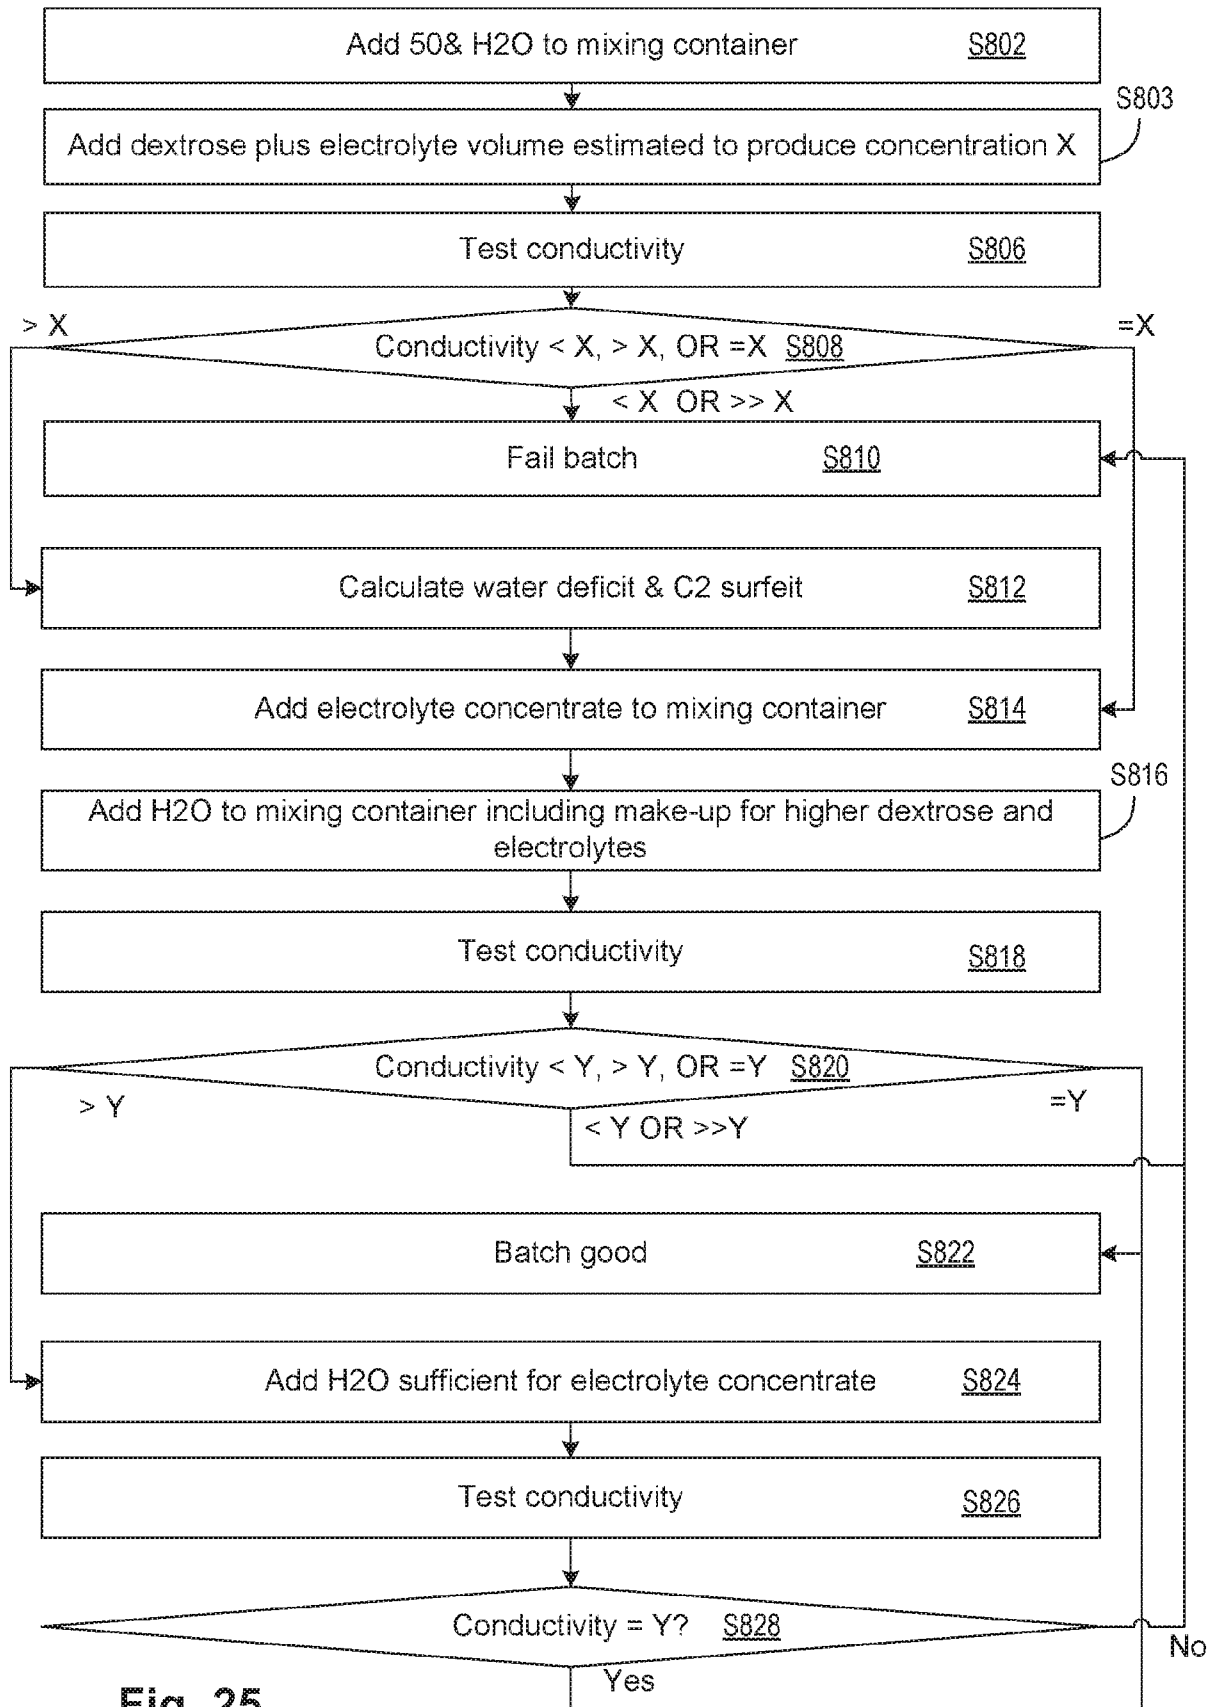 Add 50& H2O to mixing container S802
S803
Add dextrose plus electrolyte volume estimated to produce concentration X
Test conductivity S806
> X
=X
Conductivity < X, > X, OR =X S808
< X OR >> X
Fail batch S810
Calculate water deficit & C2 surfeit S812
Add electrolyte concentrate to mixing container S814
S816
Add H2O to mixing container including make-up for higher dextrose and
electrolytes
Test conductivity S818
Conductivity < Y, > Y, OR =Y S820
> Y
=Y
< Y OR >>Y
Batch good S822
Add H2O sufficient for electrolyte concentrate S824
Test conductivity S826
Conductivity = Y? S828
No
Yes
Fig. 25